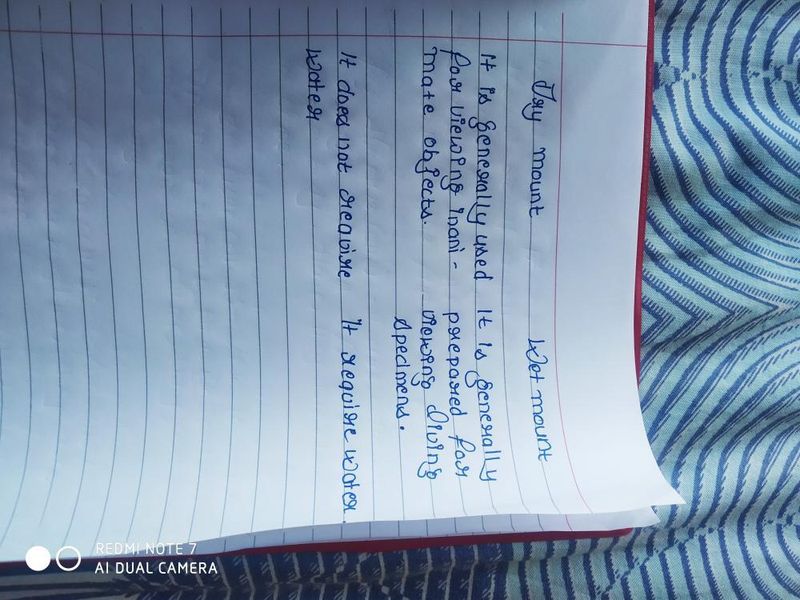 Dry mount Wet mount
It is generally used It is generally
for viewing inani- prepared for
mate objects. viewing living
specimens.
It does not require It require water.
water
REDMI NOTE 7
AI DUAL CAMERA